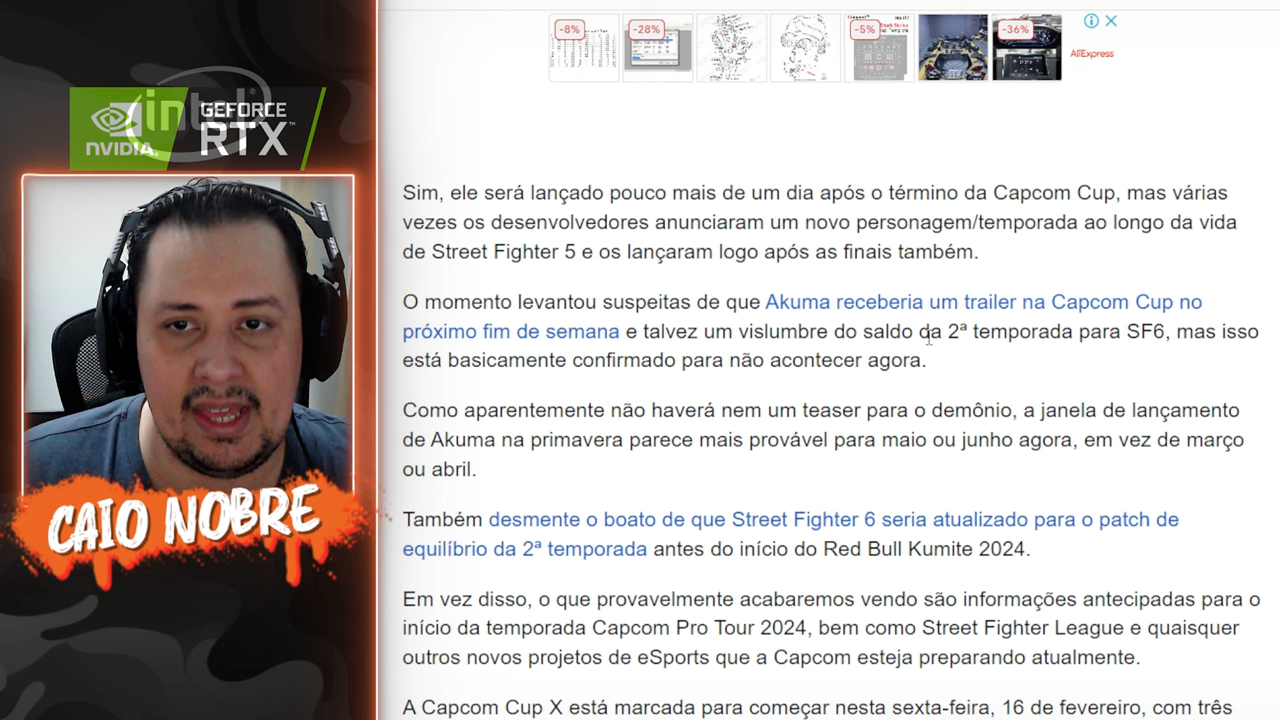 -8%
-28%
-5%
-36%
AliExpress
intel
NVIDIA.
GEFORCE
RTX
CAIO NOBRE
Sim, ele será lançado pouco mais de um dia após o término da Capcom Cup, mas várias
vezes os desenvolvedores anunciaram um novo personagem/temporada ao longo da vida
de Street Fighter 5 e os lançaram logo após as finais também.
O momento levantou suspeitas de que Akuma receberia um trailer na Capcom Cup no
próximo fim de semana e talvez um vislumbre do saldo da 2ª temporada para SF6, mas isso
está basicamente confirmado para não acontecer agora.
Como aparentemente não haverá nem um teaser para o demônio, a janela de lançamento
de Akuma na primavera parece mais provável para maio ou junho agora, em vez de março
ou abril.
Também desmente o boato de que Street Fighter 6 seria atualizado para o patch de
equilíbrio da 2ª temporada antes do início do Red Bull Kumite 2024.
Em vez disso, o que provavelmente acabaremos vendo são informações antecipadas para o
início da temporada Capcom Pro Tour 2024, bem como Street Fighter League e quaisquer
outros novos projetos de eSports que a Capcom esteja preparando atualmente.
A Capcom Cup X está marcada para começar nesta sexta-feira, 16 de fevereiro, com três